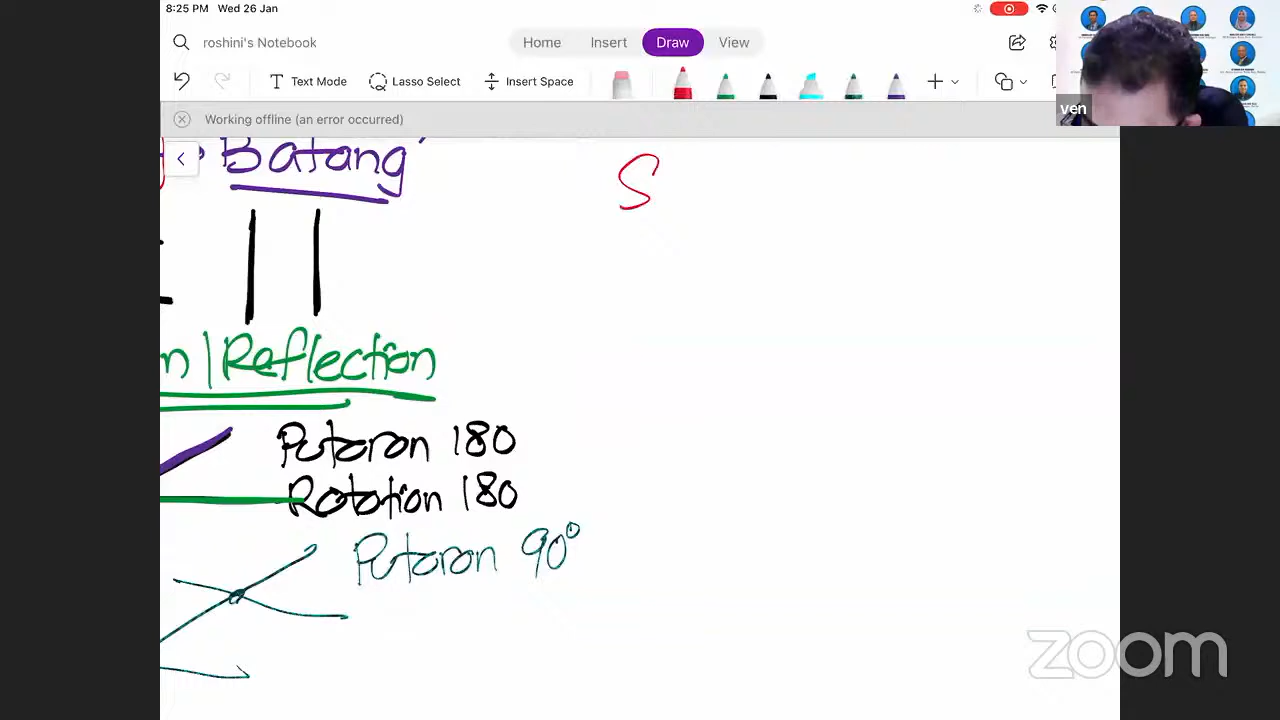 8:25 PM Wed 26 Jan
roshini's Notebook
Home Insert Draw View
Text Mode Lasso Select Insert Space
Working offline (an error occurred)
ven
Batang
S
n | Reflection
Putaran 180
Rotation 180
Putaran 90°
zoom